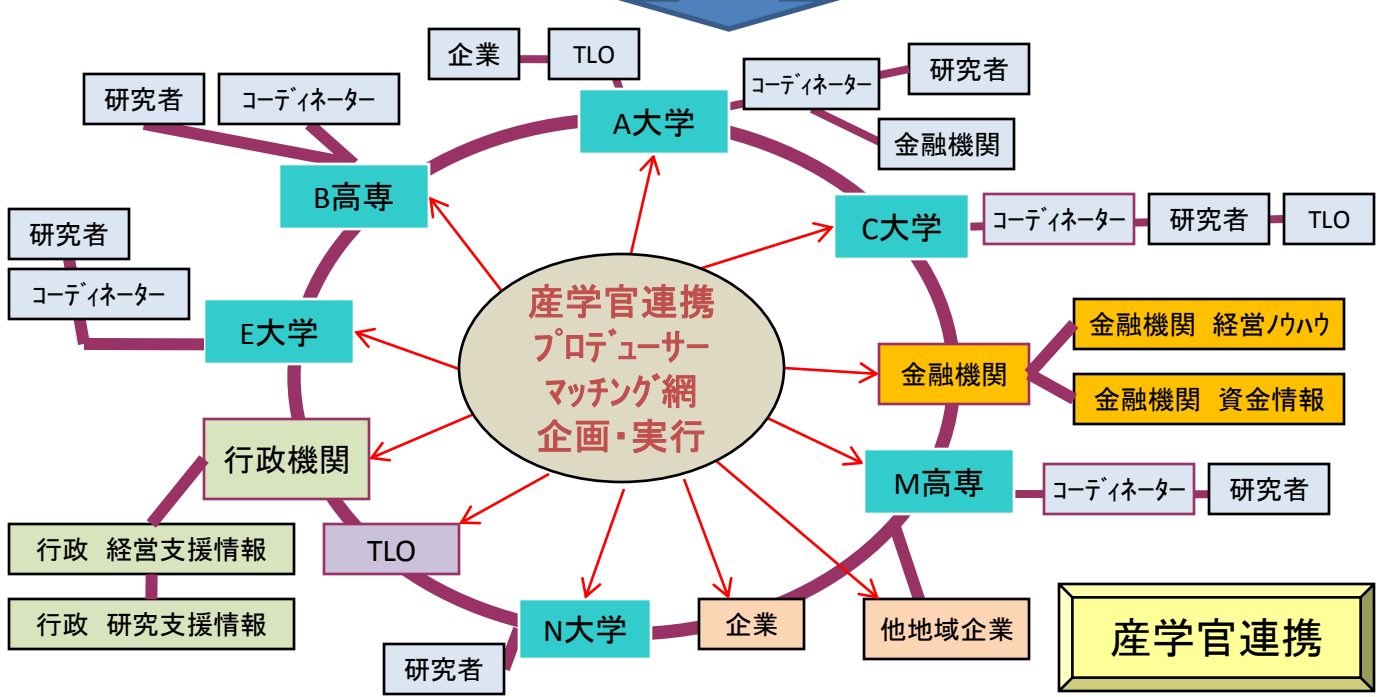 企業
TLO
研究者
コーディネーター
研究者
コーディネーター
A大学
金融機関
B高専
研究者
コーディネーター
C大学
コーディネーター
研究者
TLO
産学官連携
プロデューサー
マッチング網
企画・実行
E大学
金融機関
金融機関 経営ノウハウ
金融機関 資金情報
行政機関
M高専
コーディネーター
研究者
行政 経営支援情報
TLO
行政 研究支援情報
N大学
企業
他地域企業
研究者
産学官連携